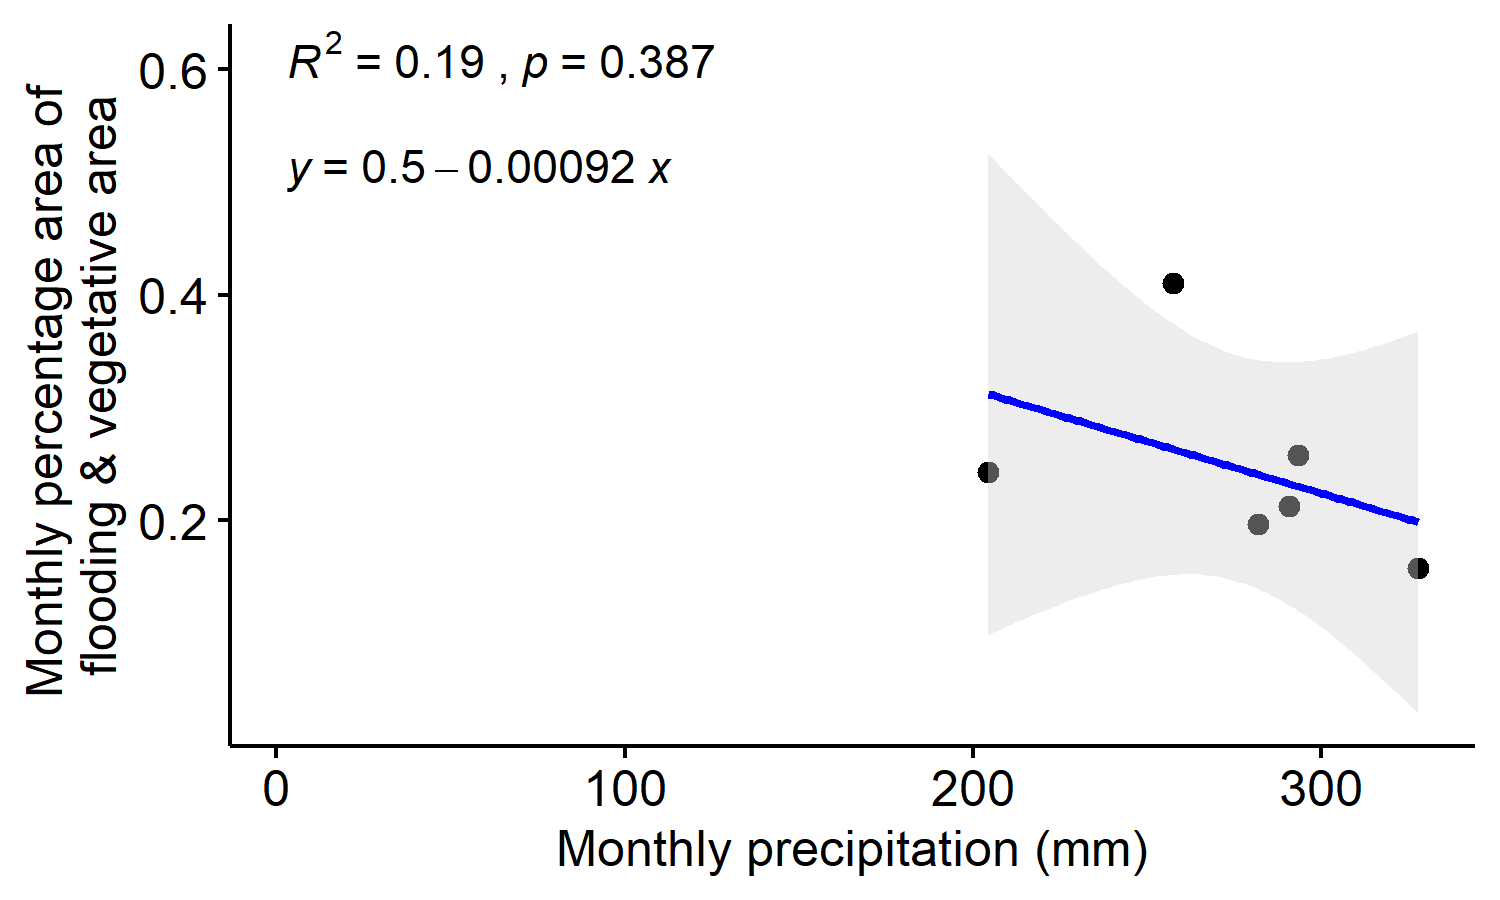 R² = 0.19 , p = 0.387
y = 0.5 – 0.00092 x
0.6
0.4
0.2
Monthly percentage area of
flooding & vegetative area
0 100 200 300
Monthly precipitation (mm)